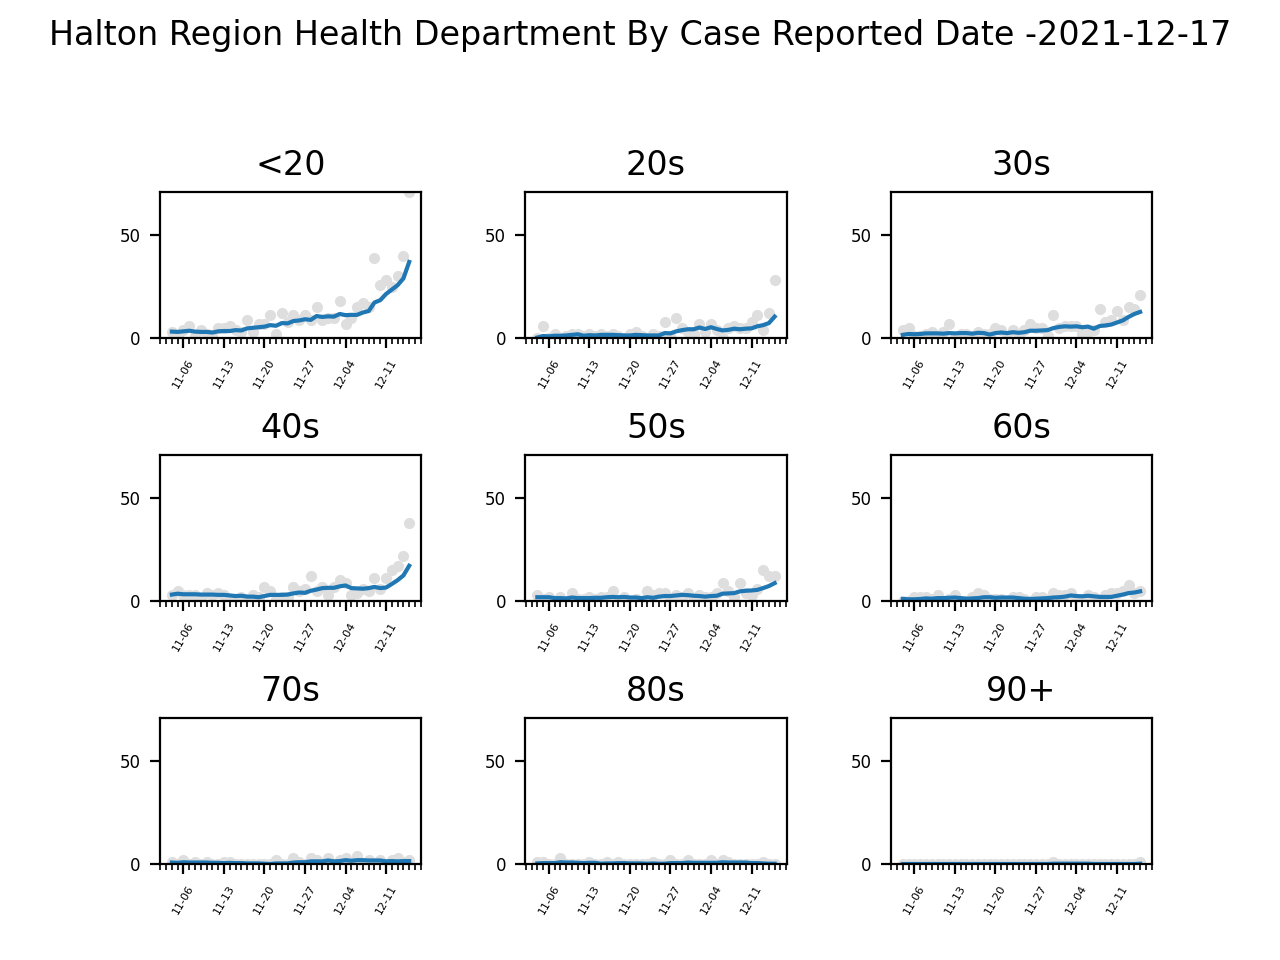 Halton Region Health Department By Case Reported Date -2021-12-17
<20 20s 30s
50 50 50
0 0 0
11-06 11-13 11-20 11-27 12-04 12-11 11-06 11-13 11-20 11-27 12-04 12-11 11-06 11-13 11-20 11-27 12-04 12-11
40s 50s 60s
50 50 50
0 0 0
11-06 11-13 11-20 11-27 12-04 12-11 11-06 11-13 11-20 11-27 12-04 12-11 11-06 11-13 11-20 11-27 12-04 12-11
70s 80s 90+
50 50 50
0 0 0
11-06 11-13 11-20 11-27 12-04 12-11 11-06 11-13 11-20 11-27 12-04 12-11 11-06 11-13 11-20 11-27 12-04 12-11